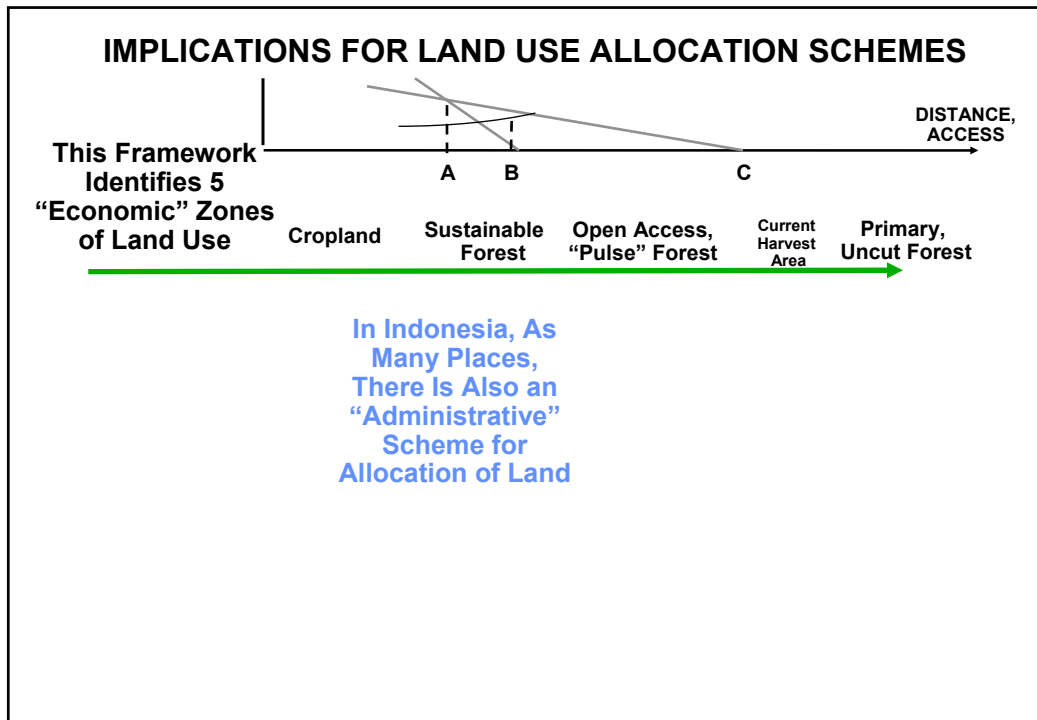 IMPLICATIONS FOR LAND USE ALLOCATION SCHEMES
DISTANCE,
ACCESS
This Framework
Identifies 5
“Economic” Zones
of Land Use
A
B
C
Cropland
Sustainable
Forest
Open Access,
“Pulse” Forest
Current
Harvest
Area
Primary,
Uncut Forest
In Indonesia, As
Many Places,
There Is Also an
“Administrative”
Scheme for
Allocation of Land